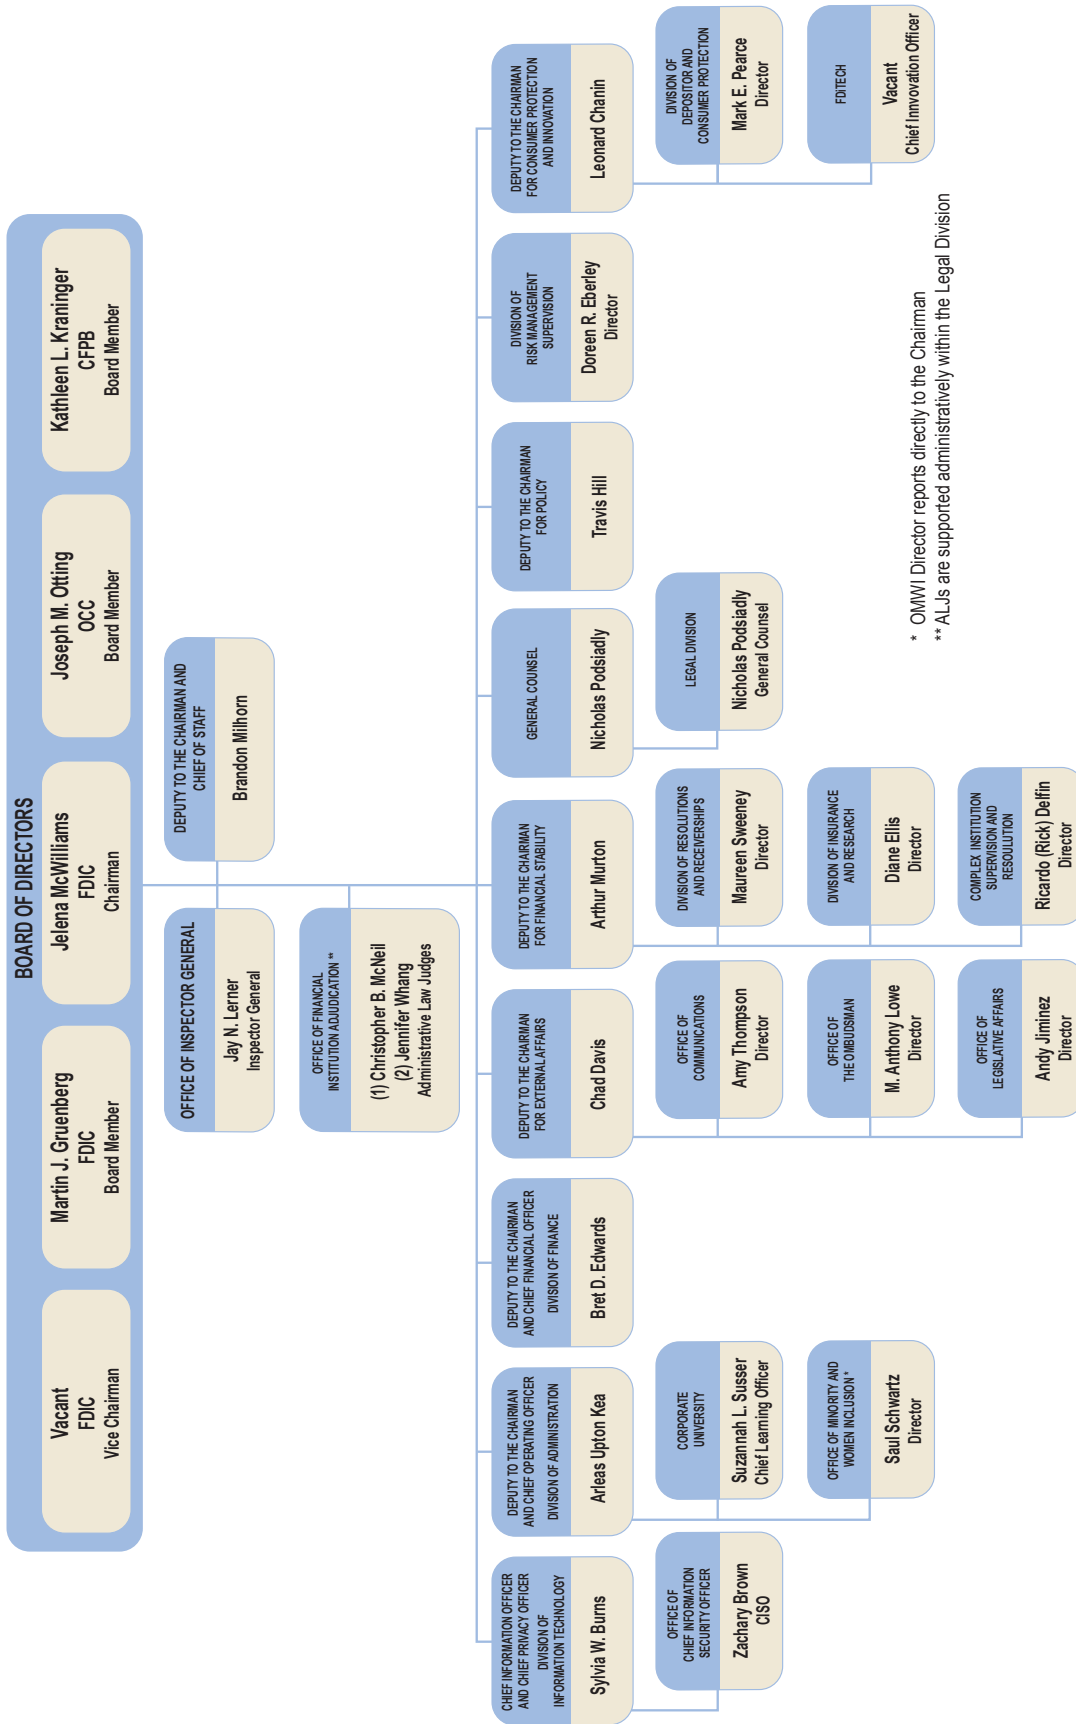 BOARD OF DIRECTORS
Vacant
FDIC
Vice Chairman
Martin J. Gruenberg
FDIC
Board Member
Jelena McWilliams
FDIC
Chairman
Joseph M. Otting
OCC
Board Member
Kathleen L. Kraninger
CFPB
Board Member
OFFICE OF INSPECTOR GENERAL
Jay N. Lerner
Inspector General
DEPUTY TO THE CHAIRMAN AND
CHIEF OF STAFF
Brandon Milhorn
OFFICE OF FINANCIAL
INSTITUTION ADJUDICATION **
(1) Christopher B. McNeil
(2) Jennifer Whang
Administrative Law Judges
CHIEF INFORMATION OFFICER
AND CHIEF PRIVACY OFFICER
DIVISION OF
INFORMATION TECHNOLOGY
Sylvia W. Burns
OFFICE OF
CHIEF INFORMATION
SECURITY OFFICER
Zachary Brown
CISO
DEPUTY TO THE CHAIRMAN
AND CHIEF OPERATING OFFICER
DIVISION OF ADMINISTRATION
Arleas Upton Kea
CORPORATE
UNIVERSITY
Suzannah L. Susser
Chief Learning Officer
OFFICE OF MINORITY AND
WOMEN INCLUSION *
Saul Schwartz
Director
DEPUTY TO THE CHAIRMAN
AND CHIEF FINANCIAL OFFICER
DIVISION OF FINANCE
Bret D. Edwards
DEPUTY TO THE CHAIRMAN
FOR EXTERNAL AFFAIRS
Chad Davis
OFFICE OF
COMMUNICATIONS
Amy Thompson
Director
OFFICE OF
THE OMBUDSMAN
M. Anthony Lowe
Director
OFFICE OF
LEGISLATIVE AFFAIRS
Andy Jiminez
Director
DEPUTY TO THE CHAIRMAN
FOR FINANCIAL STABILITY
Arthur Murton
DIVISION OF RESOLUTIONS
AND RECEIVERSHIPS
Maureen Sweeney
Director
DIVISION OF INSURANCE
AND RESEARCH
Diane Ellis
Director
COMPLEX INSTITUTION
SUPERVISION AND
RESOULUTION
Ricardo (Rick) Delfin
Director
GENERAL COUNSEL
Nicholas Podsiadly
LEGAL DIVISION
Nicholas Podsiadly
General Counsel
DEPUTY TO THE CHAIRMAN
FOR POLICY
Travis Hill
DIVISION OF
RISK MANAGEMENT
SUPERVISION
Doreen R. Eberley
Director
DEPUTY TO THE CHAIRMAN
FOR CONSUMER PROTECTION
AND INNOVATION
Leonard Chanin
DIVISION OF
DEPOSITOR AND
CONSUMER PROTECTION
Mark E. Pearce
Director
FDITECH
Vacant
Chief Innvovation Officer
* OMWI Director reports directly to the Chairman
** ALJs are supported administratively within the Legal Division